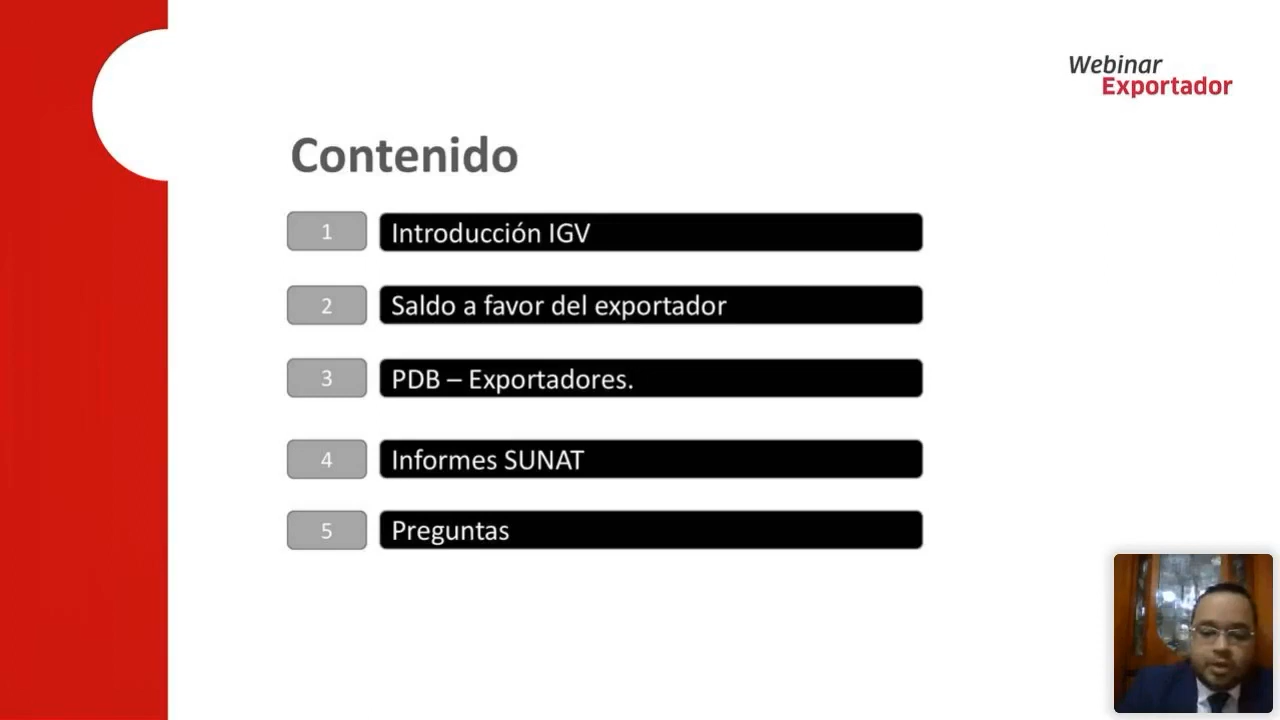 Webinar
Exportador
Contenido
1 Introducción IGV
2 Saldo a favor del exportador
3 PDB – Exportadores.
4 Informes SUNAT
5 Preguntas